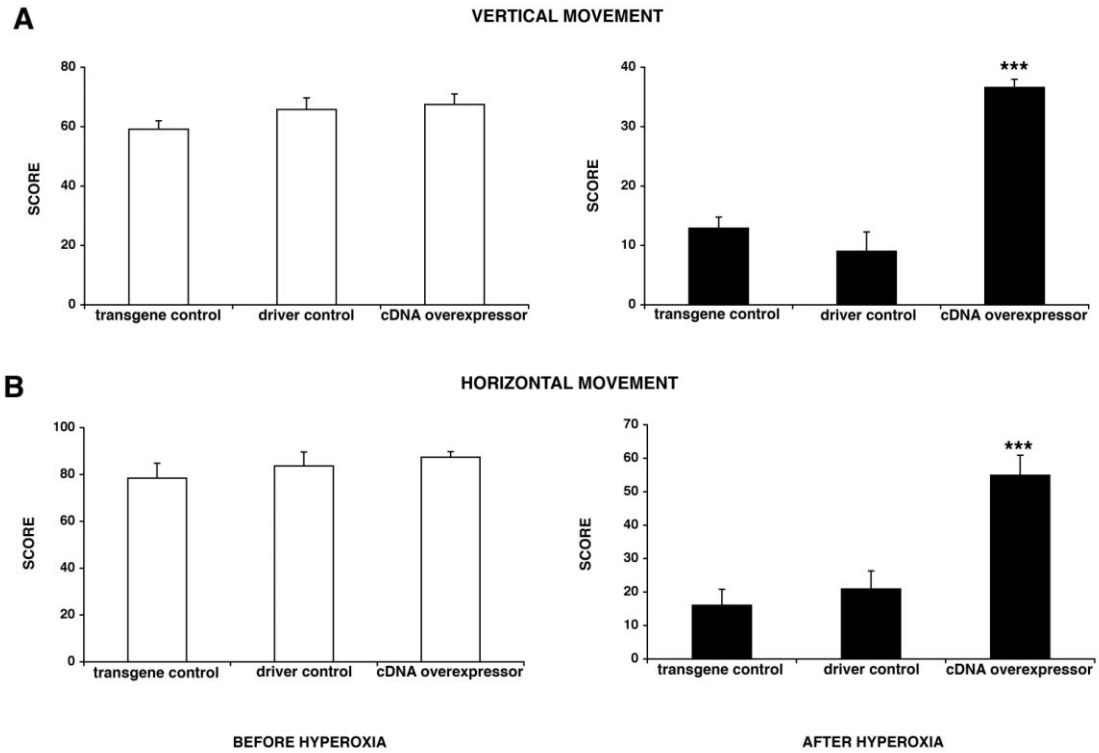 A
VERTICAL MOVEMENT
80
60
40
20
0
SCORE
transgene control driver control cDNA overexpressor
40
30
20
10
0
SCORE
***
transgene control driver control cDNA overexpressor
B
HORIZONTAL MOVEMENT
100
80
60
40
20
0
SCORE
transgene control driver control cDNA overexpressor
70
60
50
40
30
20
10
0
SCORE
***
transgene control driver control cDNA overexpressor
BEFORE HYPEROXIA
AFTER HYPEROXIA